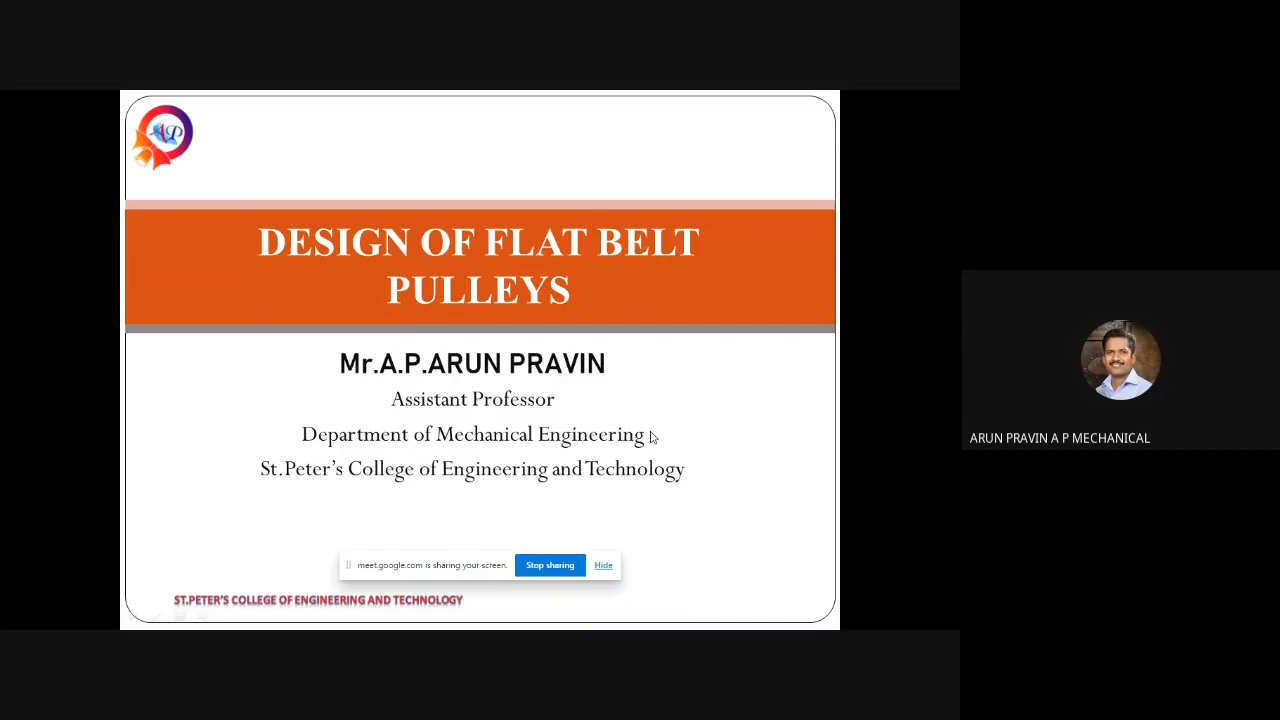 AP
DESIGN OF FLAT BELT
PULLEYS
Mr.A.P.ARUN PRAVIN
Assistant Professor
Department of Mechanical Engineering
St.Peter's College of Engineering and Technology
meet.google.com is sharing your screen. Stop sharing Hide
ST.PETER'S COLLEGE OF ENGINEERING AND TECHNOLOGY
ARUN PRAVIN A P MECHANICAL